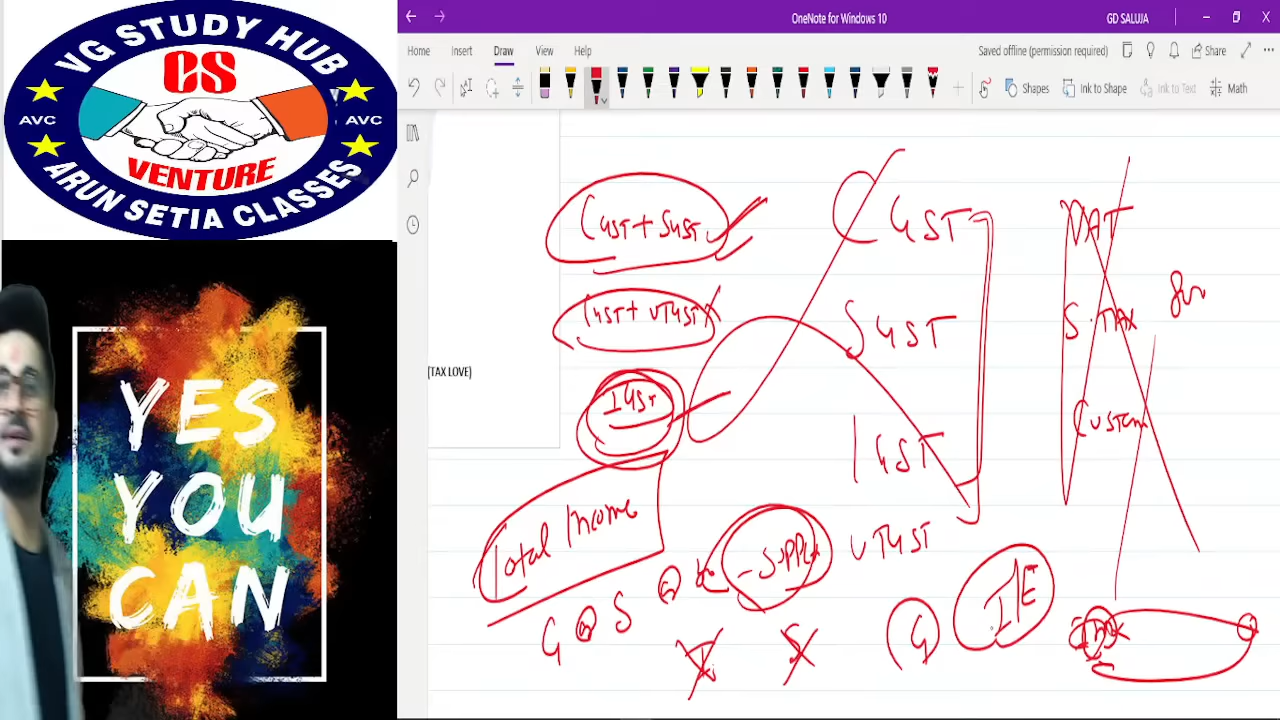 VG STUDY HUB
CS
AVC
AVC
VENTURE
ARUN SETIA CLASSES
YES
YOU
CAN
OneNote for Windows 10
GD SALUJA
Home Insert Draw View Help
Saved offline (permission required)
Share
Shapes
Ink to Shape
Ink to Text
Math
(TAX LOVE)
CGST + SGST
CGST + UTGST
IGST
Total Income
CGST
SGST
IGST
UTGST
VAT
S. TAX
Custom
Supply
G S
G
I/E